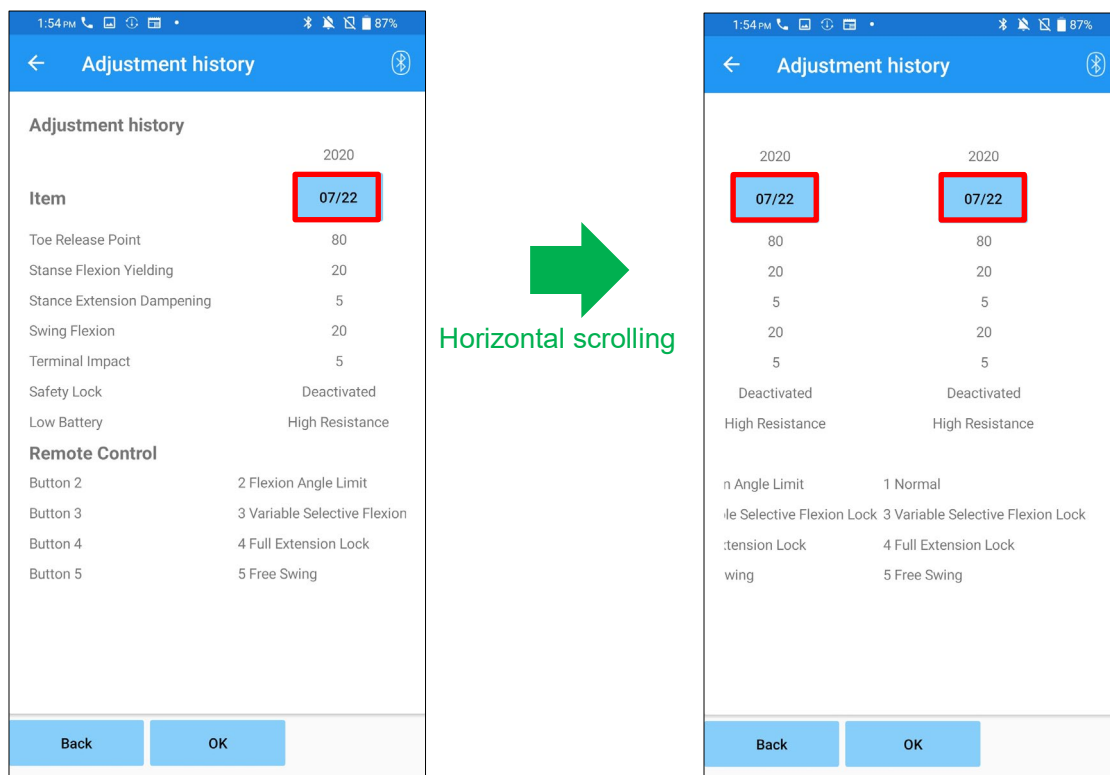 1:54 PM 87%
Adjustment history
Adjustment history
2020
Item 07/22
Toe Release Point 80
Stanse Flexion Yielding 20
Stance Extension Dampening 5
Swing Flexion 20
Terminal Impact 5
Safety Lock Deactivated
Low Battery High Resistance
Remote Control
Button 2 2 Flexion Angle Limit
Button 3 3 Variable Selective Flexion
Button 4 4 Full Extension Lock
Button 5 5 Free Swing
Back OK
Horizontal scrolling
1:54 PM 87%
Adjustment history
2020 2020
07/22 07/22
80 80
20 20
5 5
20 20
5 5
Deactivated Deactivated
High Resistance High Resistance
n Angle Limit 1 Normal
le Selective Flexion Lock 3 Variable Selective Flexion Lock
tension Lock 4 Full Extension Lock
wing 5 Free Swing
Back OK